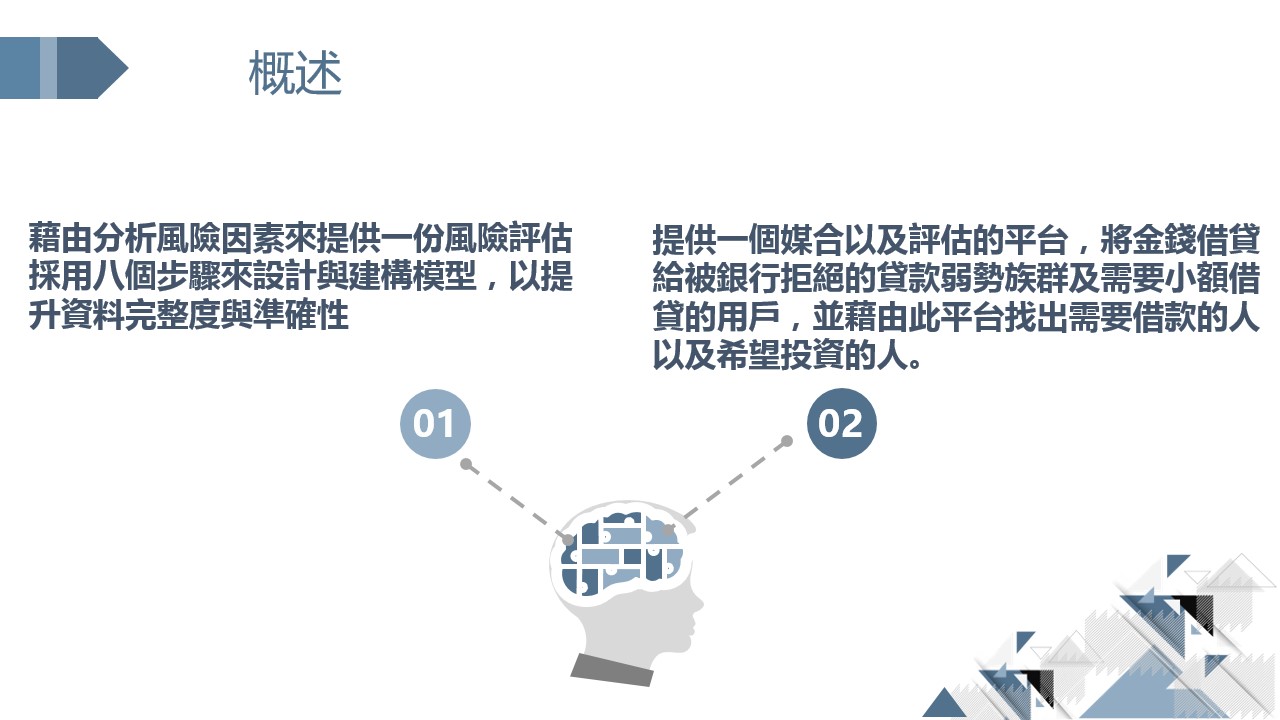 概述
藉由分析風險因素來提供一份風險評估
採用八個步驟來設計與建構模型，以提
升資料完整度與準確性
提供一個媒合以及評估的平台，將金錢借貸
給被銀行拒絕的貸款弱勢族群及需要小額借
貸的用戶，並藉由此平台找出需要借款的人
以及希望投資的人。
01
02